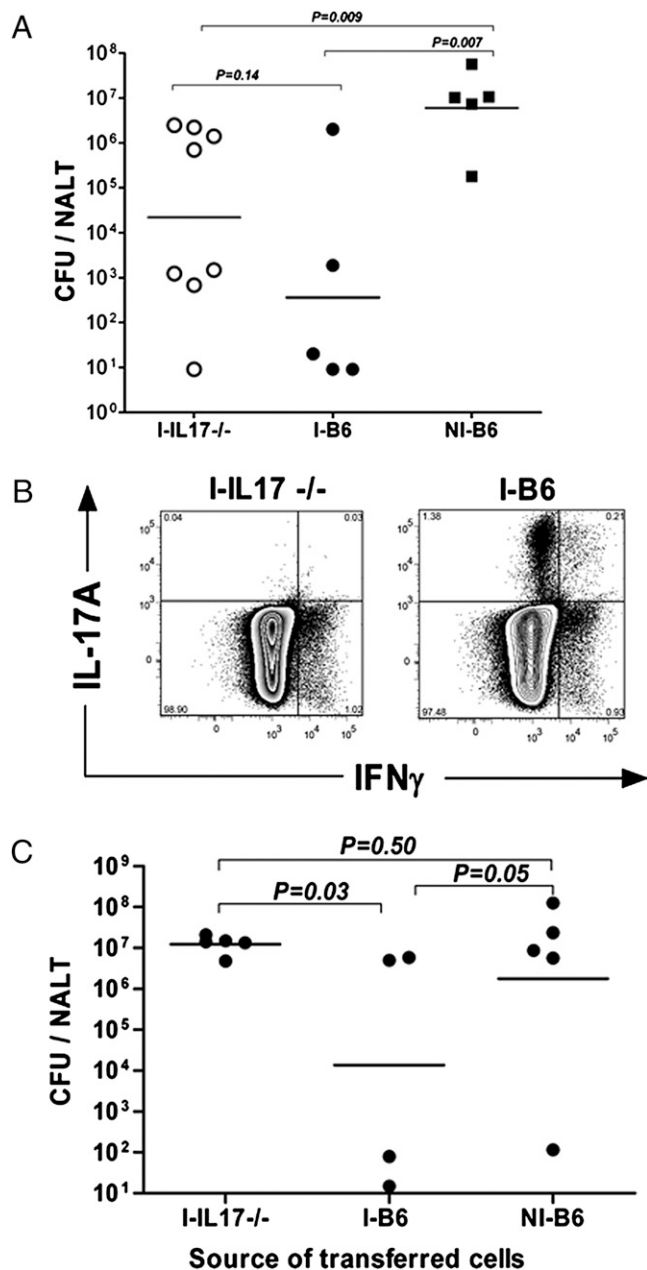 A
P=0.009
P=0.007
P=0.14
CFU / NALT
10⁸
10⁷
10⁶
10⁵
10⁴
10³
10²
10¹
10⁰
I-IL17-/-
I-B6
NI-B6
B
I-IL17 -/-
I-B6
IL-17A
0.04
0.03
10⁵
10⁴
10³
0
98.90
1.02
0
10³
10⁴
10⁵
1.38
0.21
10⁵
10⁴
10³
0
97.48
0.93
0
10³
10⁴
10⁵
IFNγ
C
P=0.50
P=0.03
P=0.05
CFU / NALT
10⁹
10⁸
10⁷
10⁶
10⁵
10⁴
10³
10²
10¹
I-IL17-/-
I-B6
NI-B6
Source of transferred cells